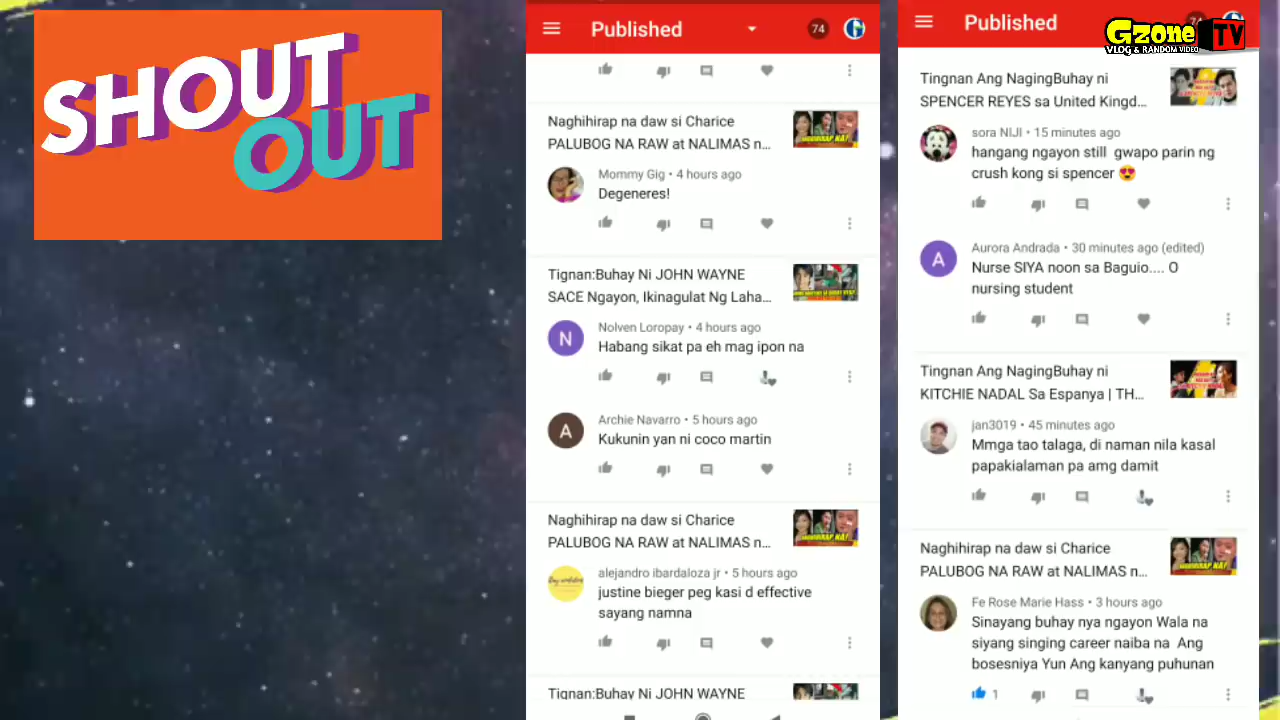 SHOUT
OUT
Published
74
Naghihirap na daw si Charice
PALUBOG NA RAW at NALIMAS n...
Mommy Gig • 4 hours ago
Degeneres!
Tignan:Buhay Ni JOHN WAYNE
SACE Ngayon, Ikinagulat Ng Laha...
N
Nolven Loropay • 4 hours ago
Habang sikat pa eh mag ipon na
A
Archie Navarro • 5 hours ago
Kukunin yan ni coco martin
Naghihirap na daw si Charice
PALUBOG NA RAW at NALIMAS n...
alejandro ibardaloza jr • 5 hours ago
justine bieger peg kasi d effective
sayang namna
Tignan:Buhay Ni JOHN WAYNE
Published
74
Gzone TV
VLOG & RANDOM VIDEO
Tingnan Ang NagingBuhay ni
SPENCER REYES sa United Kingd...
sora NIJI • 15 minutes ago
hangang ngayon still gwapo parin ng
crush kong si spencer 😍
A
Aurora Andrada • 30 minutes ago (edited)
Nurse SIYA noon sa Baguio.... O
nursing student
Tingnan Ang NagingBuhay ni
KITCHIE NADAL Sa Espanya | TH...
jan3019 • 45 minutes ago
Mmga tao talaga, di naman nila kasal
papakialaman pa amg damit
Naghihirap na daw si Charice
PALUBOG NA RAW at NALIMAS n...
NAGHIHIRAP NA!
Fe Rose Marie Hass • 3 hours ago
Sinayang buhay nya ngayon Wala na
siyang singing career naiba na Ang
bosesniya Yun Ang kanyang puhunan
1